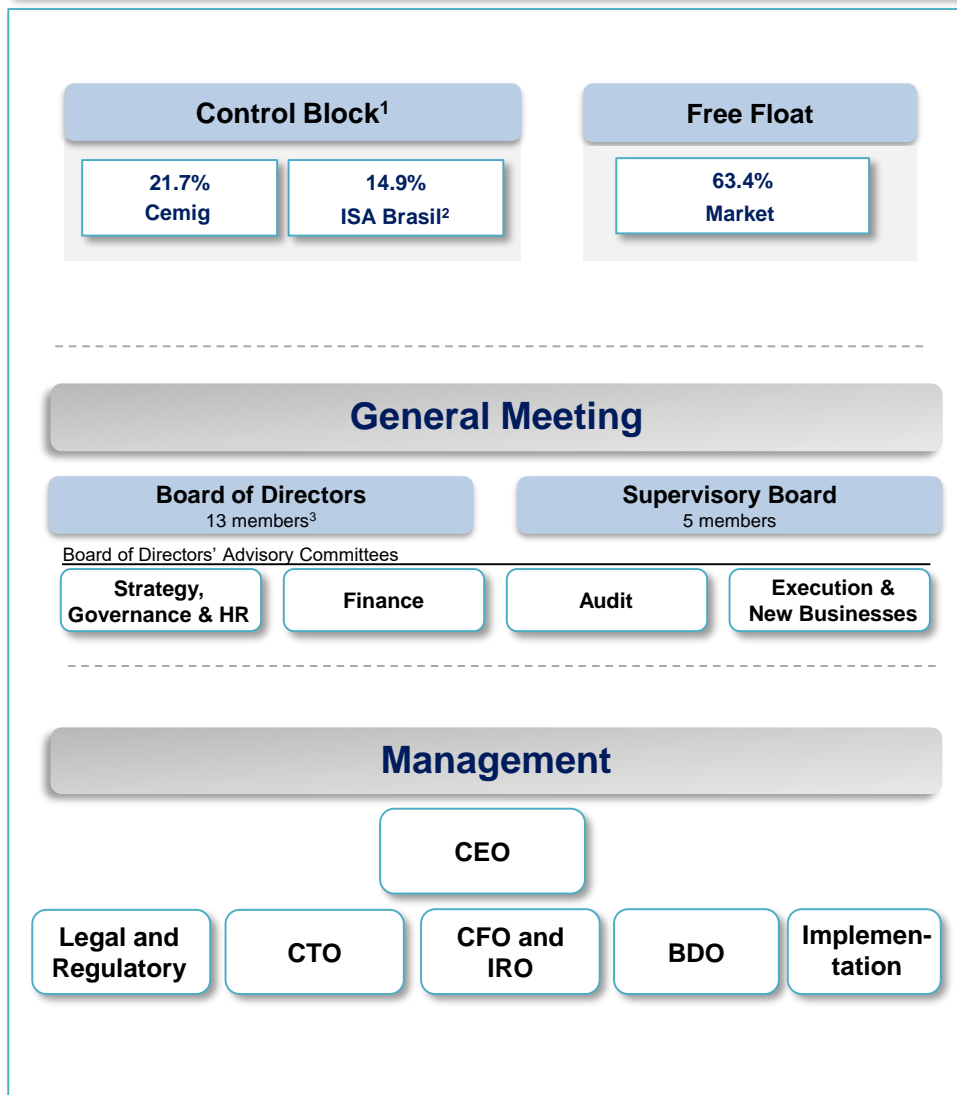 Control Block¹
Free Float
21.7%
Cemig
14.9%
ISA Brasil²
63.4%
Market
General Meeting
Board of Directors
13 members³
Supervisory Board
5 members
Board of Directors’ Advisory Committees
Strategy,
Governance & HR
Finance
Audit
Execution &
New Businesses
Management
CEO
Legal and
Regulatory
CTO
CFO and
IRO
BDO
Implemen-
tation